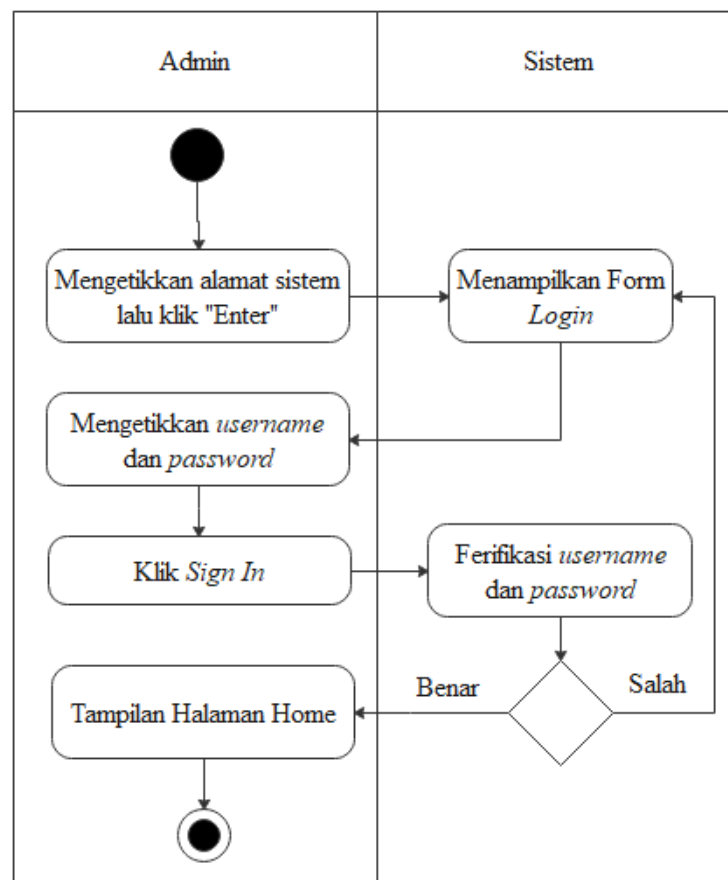 Admin
Sistem
Mengetikkan alamat sistem
lalu klik "Enter"
Menampilkan Form
Login
Mengetikkan username
dan password
Klik Sign In
Ferifikasi username
dan password
Benar
Salah
Tampilan Halaman Home